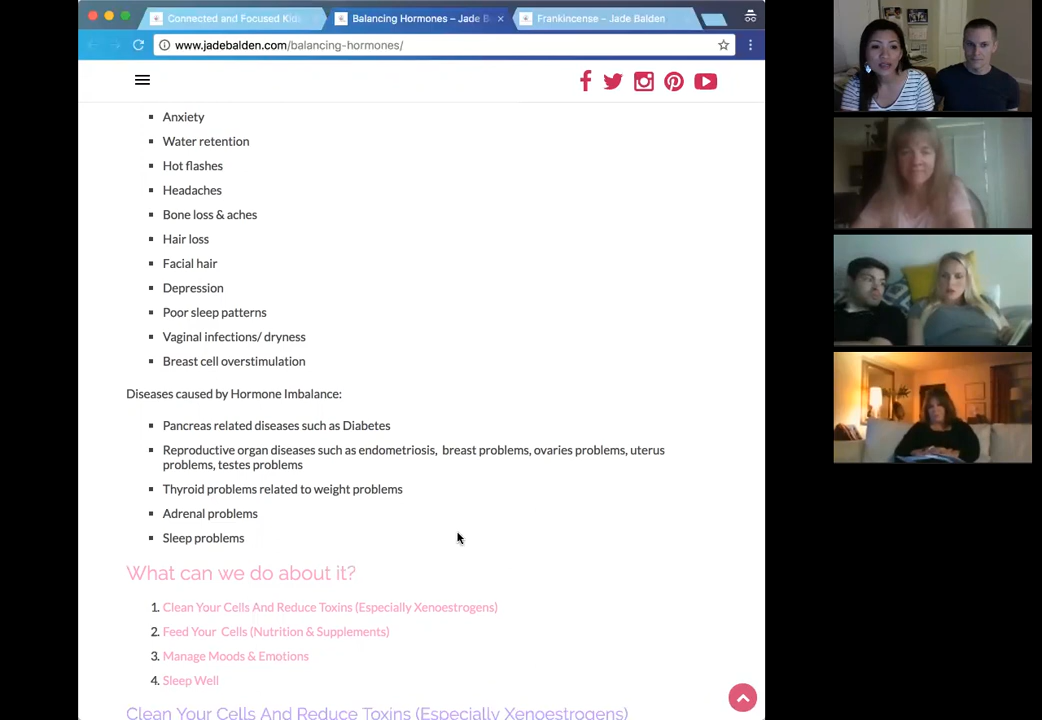 Connected and Focused Kid
Balancing Hormones – Jade B
Frankincense – Jade Balden
www.jadebalden.com/balancing-hormones/
Anxiety
Water retention
Hot flashes
Headaches
Bone loss & aches
Hair loss
Facial hair
Depression
Poor sleep patterns
Vaginal infections/ dryness
Breast cell overstimulation
Diseases caused by Hormone Imbalance:
Pancreas related diseases such as Diabetes
Reproductive organ diseases such as endometriosis,  breast problems, ovaries problems, uterus
problems, testes problems
Thyroid problems related to weight problems
Adrenal problems
Sleep problems
What can we do about it?
1. Clean Your Cells And Reduce Toxins (Especially Xenoestrogens)
2. Feed Your  Cells (Nutrition & Supplements)
3. Manage Moods & Emotions
4. Sleep Well
Clean Your Cells And Reduce Toxins (Especially Xenoestrogens)